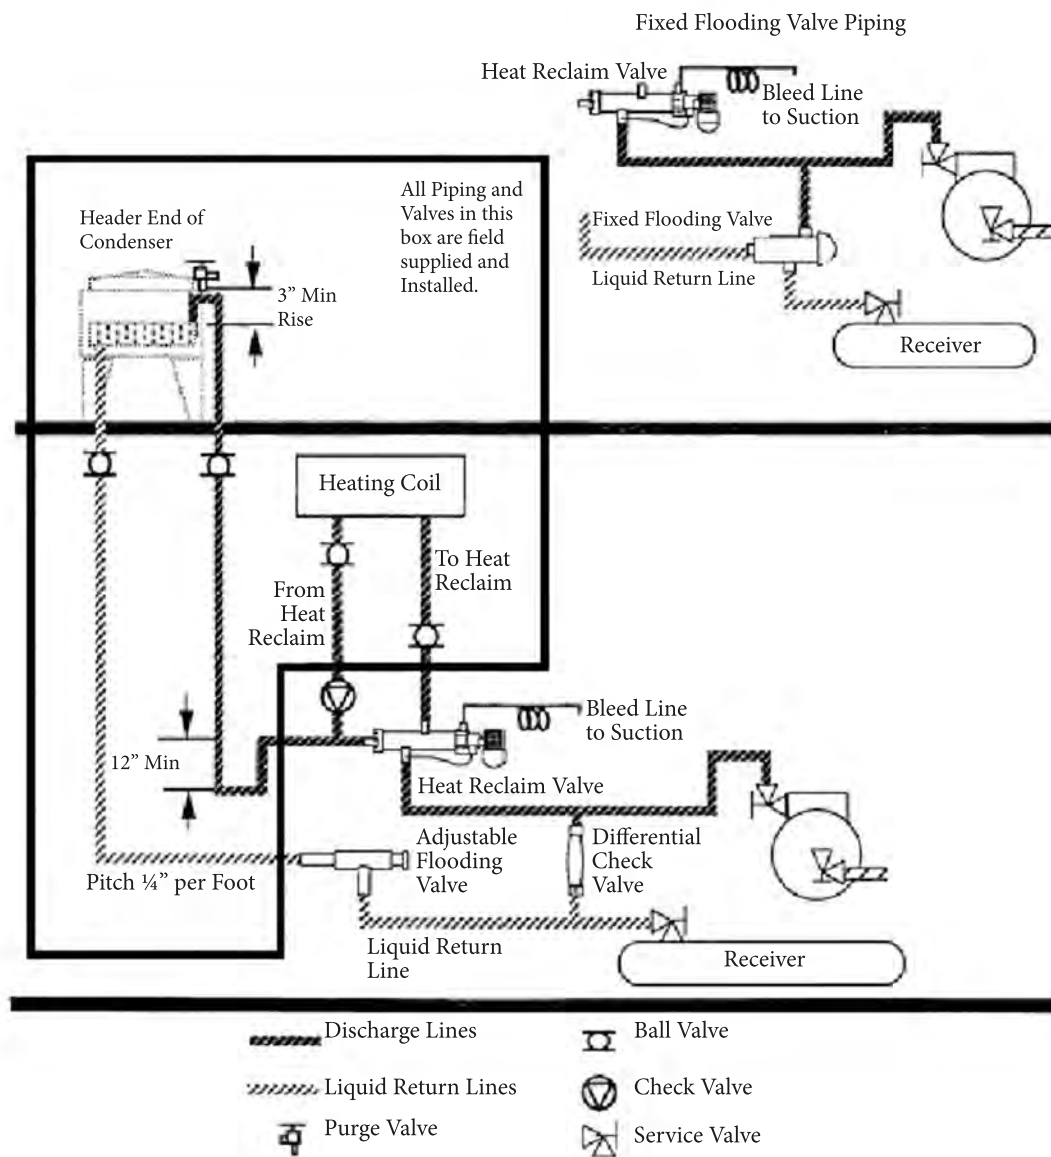 Fixed Flooding Valve Piping
Heat Reclaim Valve
Bleed Line
to Suction
Fixed Flooding Valve
Liquid Return Line
Receiver
Header End of
Condenser
All Piping and
Valves in this
box are field
supplied and
Installed.
3” Min
Rise
Heating Coil
To Heat
Reclaim
From
Heat
Reclaim
Bleed Line
to Suction
12” Min
Heat Reclaim Valve
Adjustable
Flooding
Valve
Differential
Check
Valve
Pitch ¼” per Foot
Liquid Return
Line
Receiver
Discharge Lines
Ball Valve
Liquid Return Lines
Check Valve
Purge Valve
Service Valve